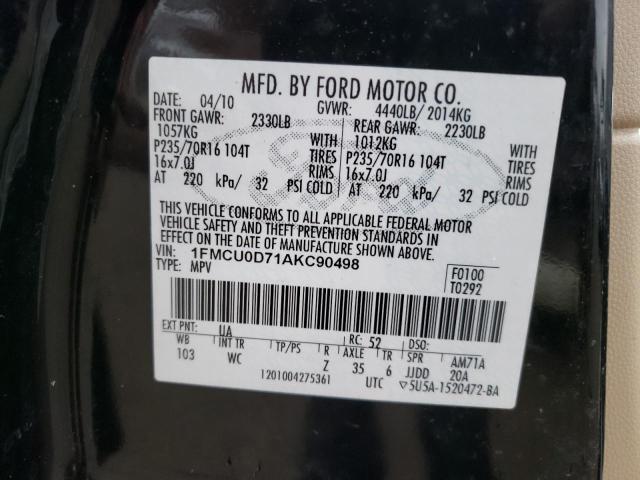 MFD. BY FORD MOTOR CO.
DATE: 04/10 GVWR: 4440LB/ 2014KG
FRONT GAWR: 2330LB REAR GAWR: 2230LB
1057KG WITH 1012KG WITH
P235/70R16 104T TIRES P235/70R16 104T TIRES
16x7.0J RIMS 16x7.0J RIMS
AT 220 kPa/ 32 PSI COLD AT 220 kPa/ 32 PSI COLD
THIS VEHICLE CONFORMS TO ALL APPLICABLE FEDERAL MOTOR
VEHICLE SAFETY AND THEFT PREVENTION STANDARDS IN
EFFECT ON THE DATE OF MANUFACTURE SHOWN ABOVE.
VIN: 1FMCU0D71AKC90498
TYPE: MPV
F0100
T0292
EXT PNT: UA RC: 52 DSO:
WB INT TR TP/PS R AXLE TR SPR AM71A
103 WC Z 35 6 JJDD 20A
1201004275361 UTC ▽5U5A-1520472-BA
Ford